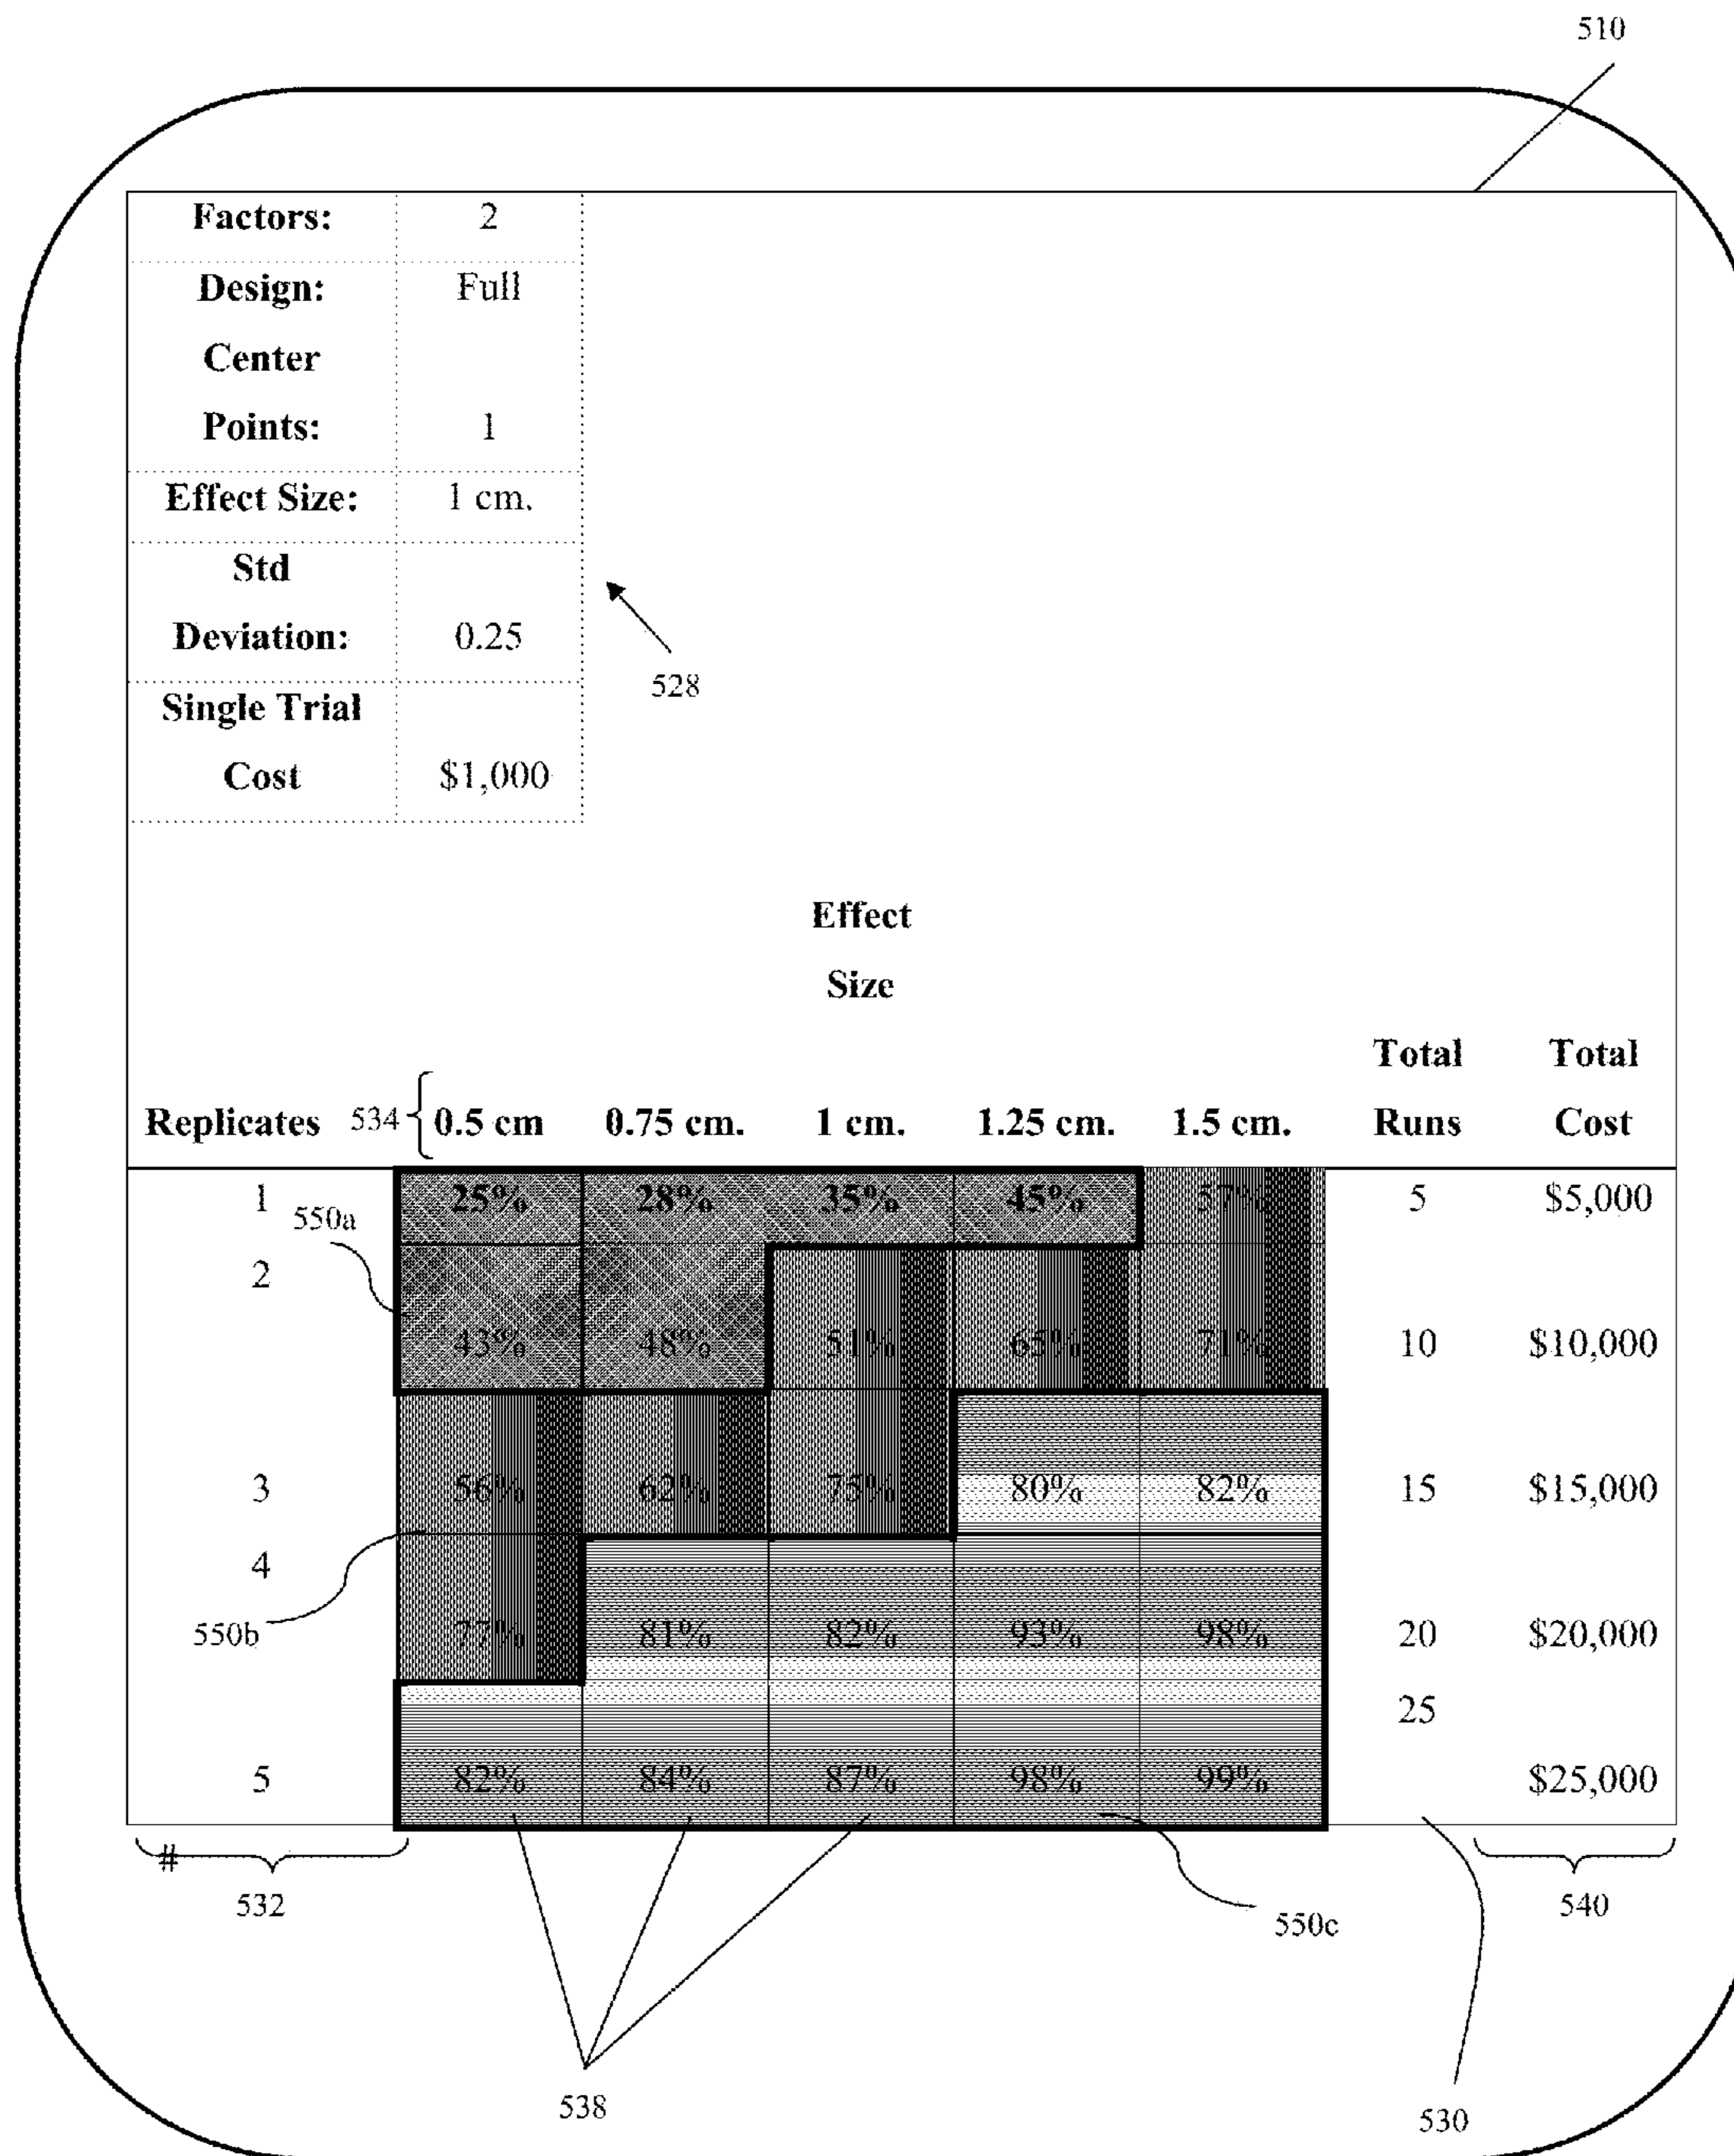 510
Factors: 2
Design: Full
Center
Points: 1
Effect Size: 1 cm.
Std
Deviation: 0.25
528
Single Trial
Cost $1,000
Effect
Size
Total Total
Replicates 534 0.5 cm 0.75 cm. 1 cm. 1.25 cm. 1.5 cm. Runs Cost
1 25% 28% 35% 45% 57% 5 $5,000
550a
2
43% 48% 51% 65% 71% 10 $10,000
3 56% 62% 75% 80% 82% 15 $15,000
4
550b 77% 81% 82% 93% 98% 20 $20,000
25
5 82% 84% 87% 98% 99% $25,000
#
532 550c 540
538 530